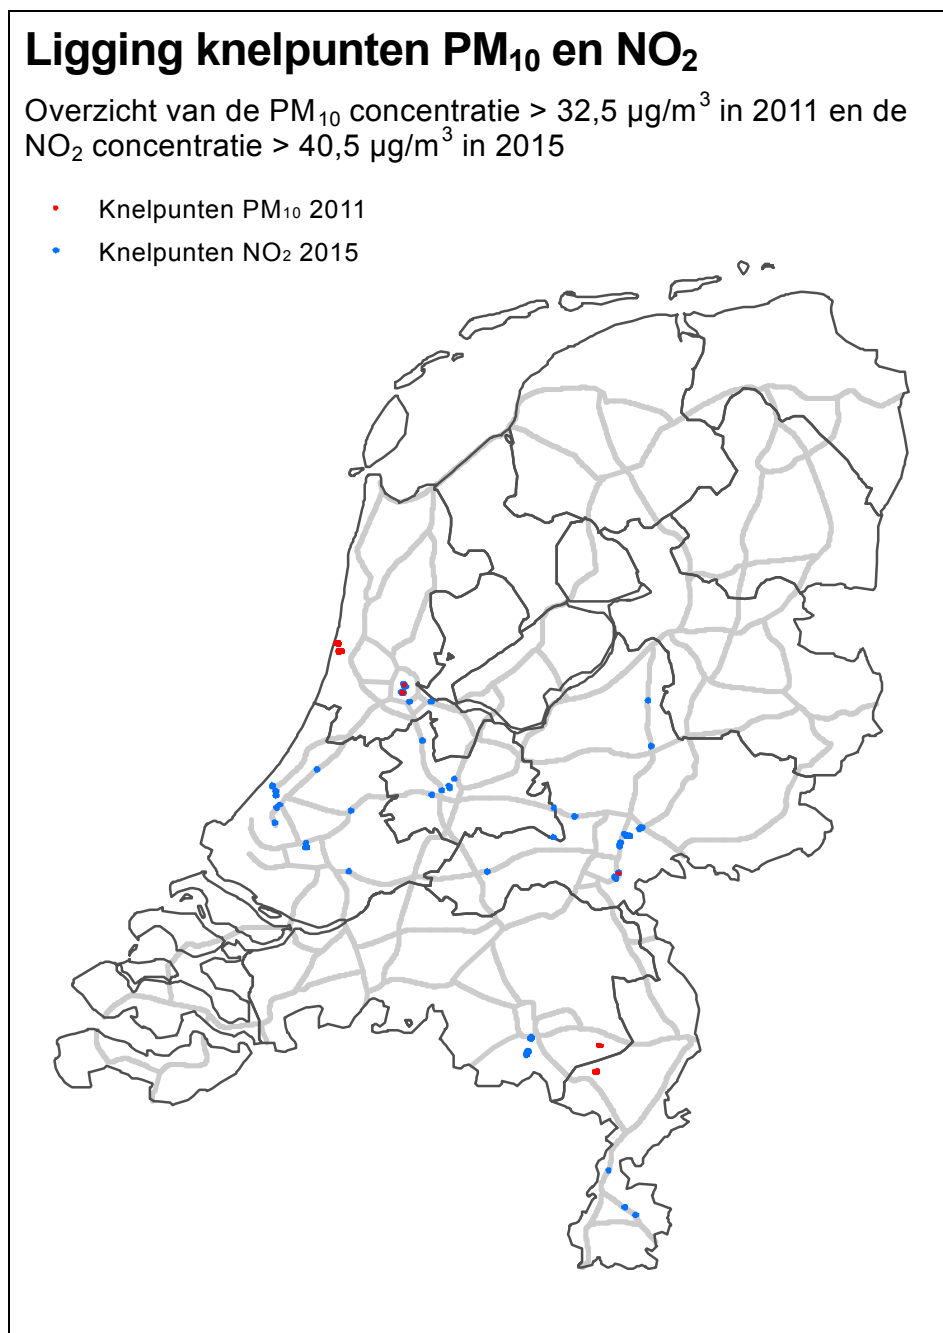 Ligging knelpunten PM₁₀ en NO₂
Overzicht van de PM₁₀ concentratie > 32,5 µg/m³ in 2011 en de
NO₂ concentratie > 40,5 µg/m³ in 2015
Knelpunten PM₁₀ 2011
Knelpunten NO₂ 2015